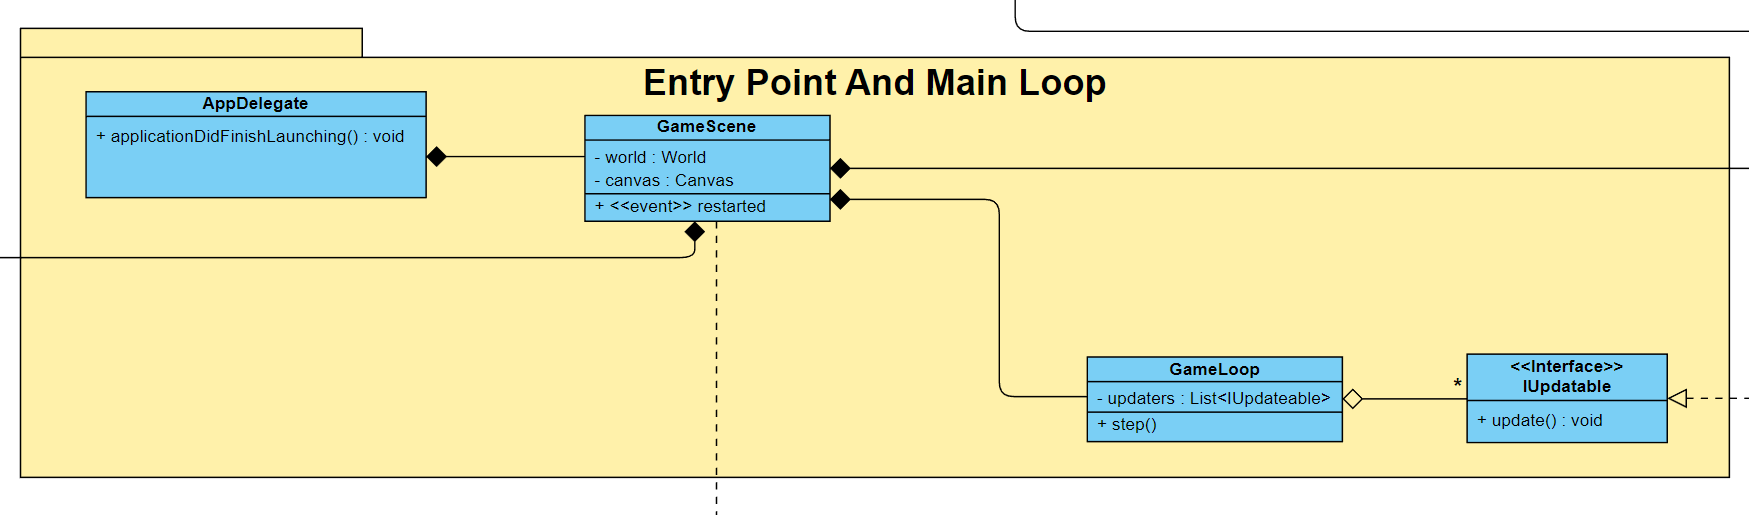 Entry Point And Main Loop
AppDelegate
+ applicationDidFinishLaunching() : void
GameScene
- world : World
- canvas : Canvas
+ <<event>> restarted
GameLoop
- updaters : List<IUpdateable>
+ step()
*
<<Interface>>
IUpdatable
+ update() : void